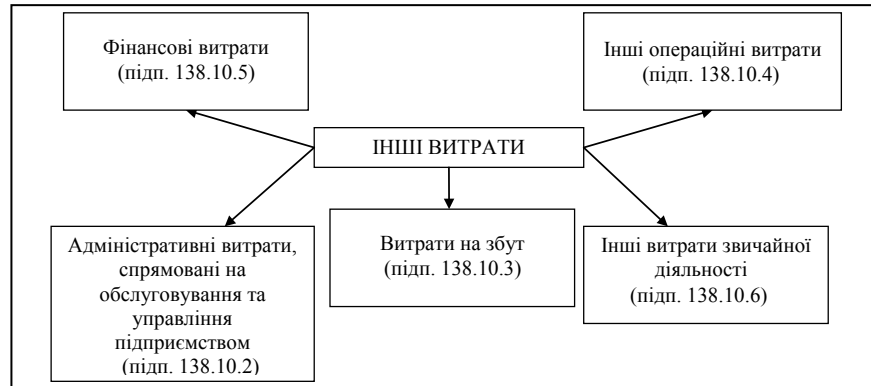 Фінансові витрати
(підп. 138.10.5)
Інші операційні витрати
(підп. 138.10.4)
ІНШІ ВИТРАТИ
Адміністративні витрати,
спрямовані на
обслуговування та
управління
підприємством
(підп. 138.10.2)
Витрати на збут
(підп. 138.10.3)
Інші витрати звичайної
діяльності
(підп. 138.10.6)